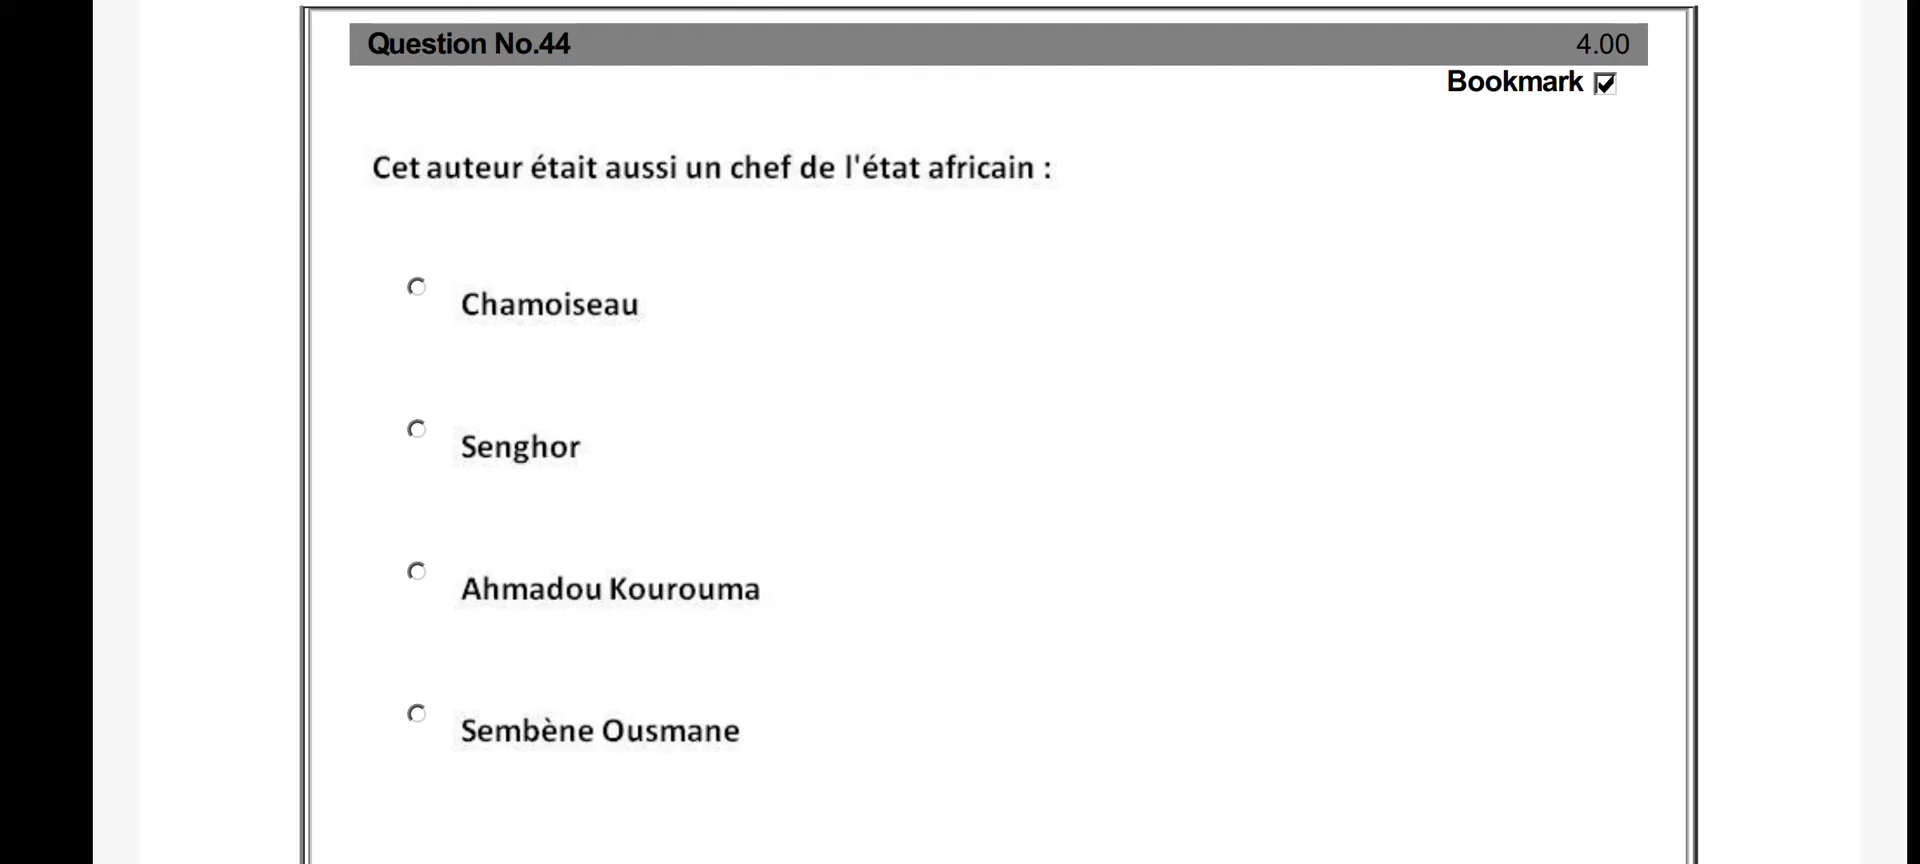 Question No.44 4.00
Bookmark
Cet auteur était aussi un chef de l'état africain :
Chamoiseau
Senghor
Ahmadou Kourouma
Sembène Ousmane